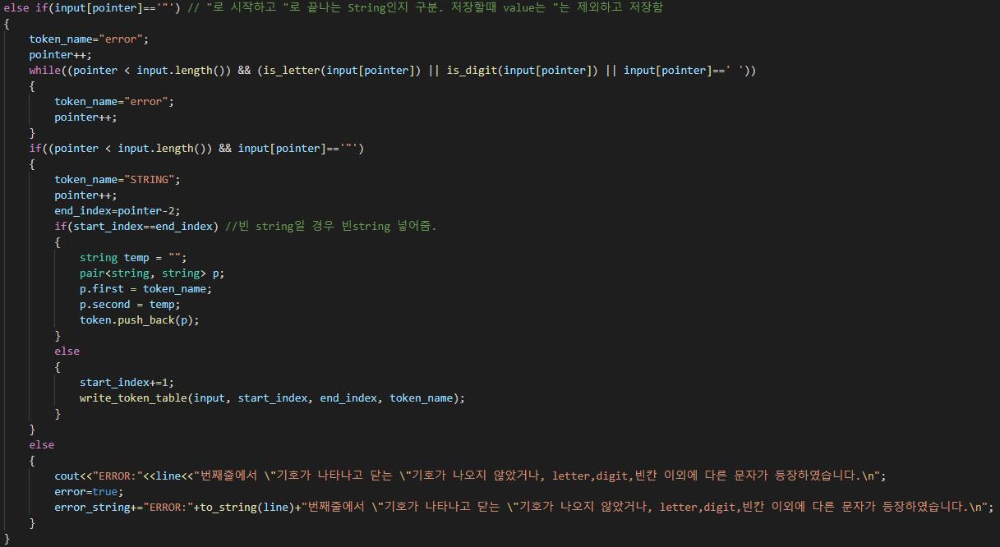 else if(input[pointer]=='"') // "로 시작하고 "로 끝나는 String인지 구분. 저장할때 value는 "는 제외하고 저장함
{
token_name="error";
pointer++;
while((pointer < input.length()) && (is_letter(input[pointer]) || is_digit(input[pointer]) || input[pointer]==' '))
{
token_name="error";
pointer++;
}
if((pointer < input.length()) && input[pointer]=='"')
{
token_name="STRING";
pointer++;
end_index=pointer-2;
if(start_index==end_index) //빈 string일 경우 빈string 넣어줌.
{
string temp = "";
pair<string, string> p;
p.first = token_name;
p.second = temp;
token.push_back(p);
}
else
{
start_index+=1;
write_token_table(input, start_index, end_index, token_name);
}
}
else
{
cout<<"ERROR:"<<line<<"번째줄에서 \"기호가 나타나고 닫는 \"기호가 나오지 않았거나, letter,digit,빈칸 이외에 다른 문자가 등장하였습니다.\n";
error=true;
error_string+="ERROR:"+to_string(line)+"번째줄에서 \"기호가 나타나고 닫는 \"기호가 나오지 않았거나, letter,digit,빈칸 이외에 다른 문자가 등장하였습니다.\n";
}
}